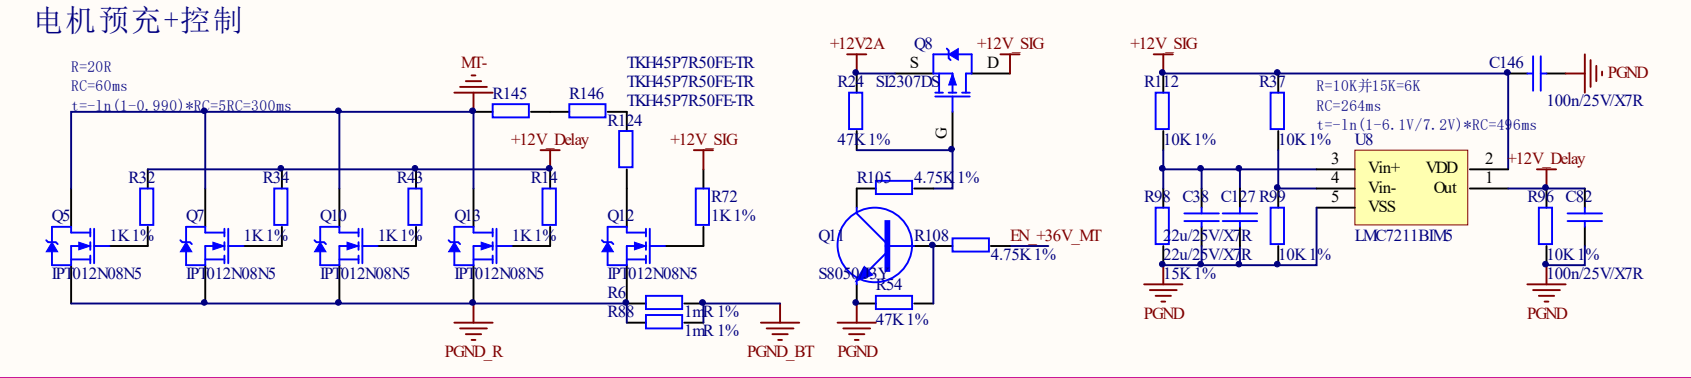 电机预充+控制
R=20R
RC=60ms
t=-ln(1-0.990)*RC=5RC=300ms
MT-
R145
R146
TKH45P7R50FE-TR
TKH45P7R50FE-TR
TKH45P7R50FE-TR
R124
+12V_Delay
+12V_SIG
R32
R34
R43
R14
R72
1K 1%
Q5
Q7
Q10
Q13
Q12
1K 1%
1K 1%
1K 1%
1K 1%
IPT012N08N5
IPT012N08N5
IPT012N08N5
IPT012N08N5
IPT012N08N5
R6
R88
1mR 1%
1mR 1%
PGND_R
PGND_BT
+12V2A
Q8
+12V_SIG
S
D
R24
SI2307DS
G
47K 1%
R105
4.75K 1%
Q11
R108
EN_+36V_MT
4.75K 1%
R54
47K 1%
PGND
+12V_SIG
R112
R37
R=10K并15K=6K
RC=264ms
t=-ln(1-6.1V/7.2V)*RC=496ms
C146
PGND
100n/25V/X7R
10K 1%
10K 1%
U8
3
Vin+
VDD
2
+12V_Delay
4
Vin-
Out
1
5
VSS
LMC7211BIM5
R98
C38
C127
R99
R96
C82
22u/25V/X7R
22u/25V/X7R
15K 1%
10K 1%
10K 1%
100n/25V/X7R
PGND
PGND